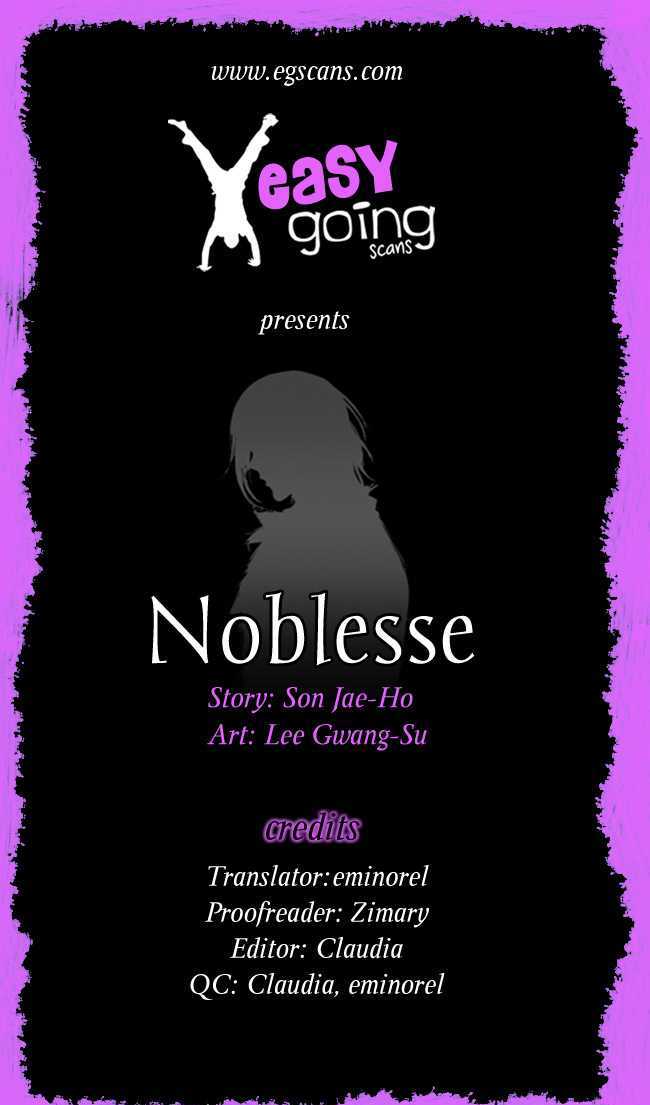 www.egscans.com
easy
going
scans
presents
Noblesse
Story: Son Jae-Ho
Art: Lee Gwang-Su
credits
Translator: eminorel
Proofreader: Zimary
Editor: Claudia
QC: Claudia, eminorel